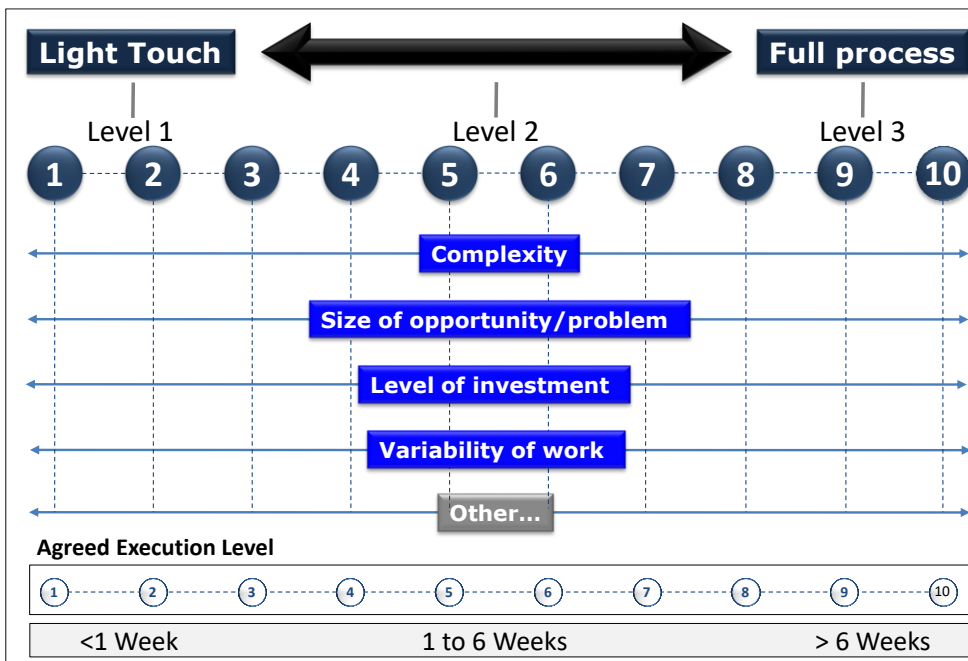 Light Touch Full process
Level 1 Level 2 Level 3
1 2 3 4 5 6 7 8 9 10
Complexity
Size of opportunity/problem
Level of investment
Variability of work
Other...
Agreed Execution Level
1 2 3 4 5 6 7 8 9 10
<1 Week 1 to 6 Weeks > 6 Weeks